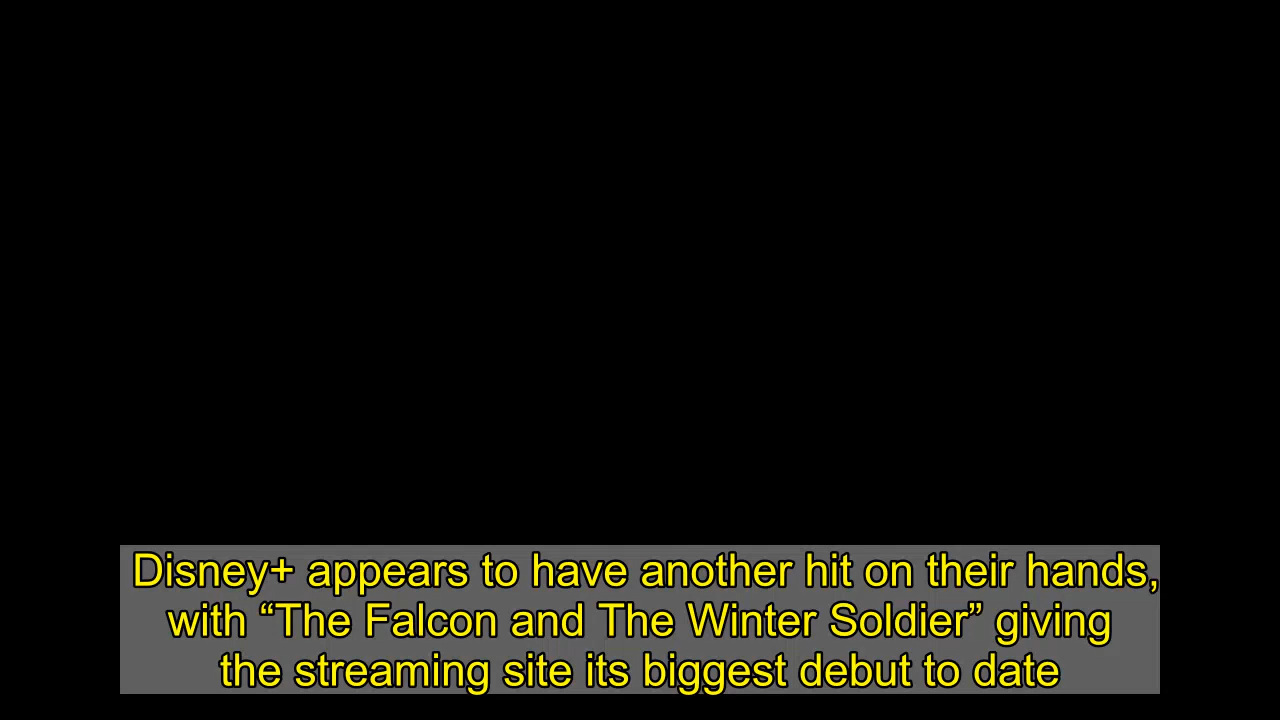 Disney+ appears to have another hit on their hands,
with “The Falcon and The Winter Soldier” giving
the streaming site its biggest debut to date